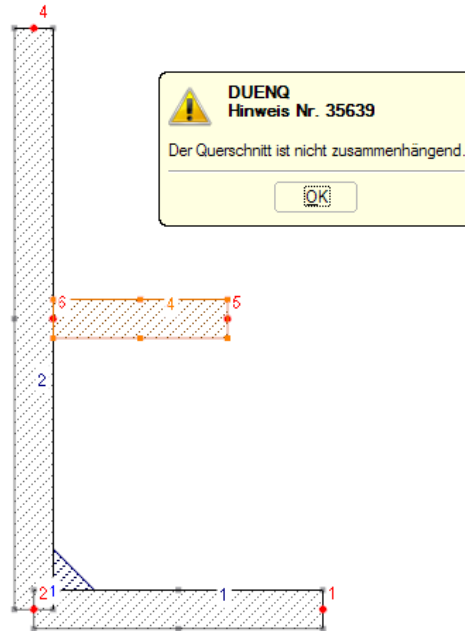 4
DUENQ
Hinweis Nr. 35639
Der Querschnitt ist nicht zusammenhängend.
OK
6 4 5
2
2 1 1 1